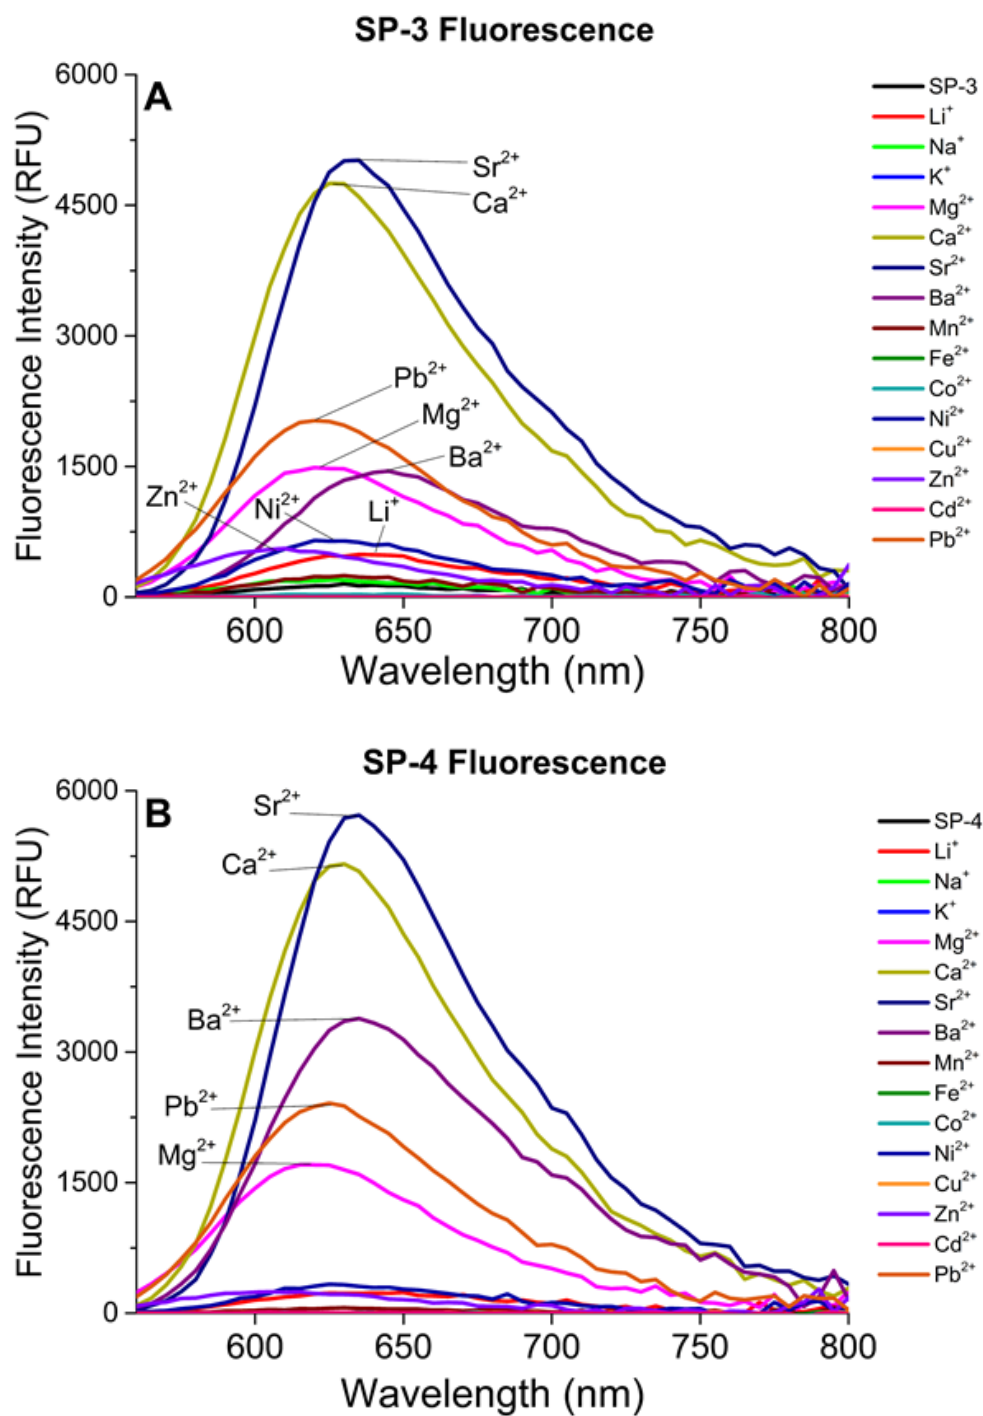 SP-3 Fluorescence
A
Fluorescence Intensity (RFU)
6000
4500
3000
1500
0
Sr²⁺
Ca²⁺
Pb²⁺
Mg²⁺
Ba²⁺
Zn²⁺
Ni²⁺
Li⁺
600 650 700 750 800
Wavelength (nm)
SP-3
Li⁺
Na⁺
K⁺
Mg²⁺
Ca²⁺
Sr²⁺
Ba²⁺
Mn²⁺
Fe²⁺
Co²⁺
Ni²⁺
Cu²⁺
Zn²⁺
Cd²⁺
Pb²⁺
SP-4 Fluorescence
B
Fluorescence Intensity (RFU)
6000
4500
3000
1500
0
Sr²⁺
Ca²⁺
Ba²⁺
Pb²⁺
Mg²⁺
600 650 700 750 800
Wavelength (nm)
SP-4
Li⁺
Na⁺
K⁺
Mg²⁺
Ca²⁺
Sr²⁺
Ba²⁺
Mn²⁺
Fe²⁺
Co²⁺
Ni²⁺
Cu²⁺
Zn²⁺
Cd²⁺
Pb²⁺